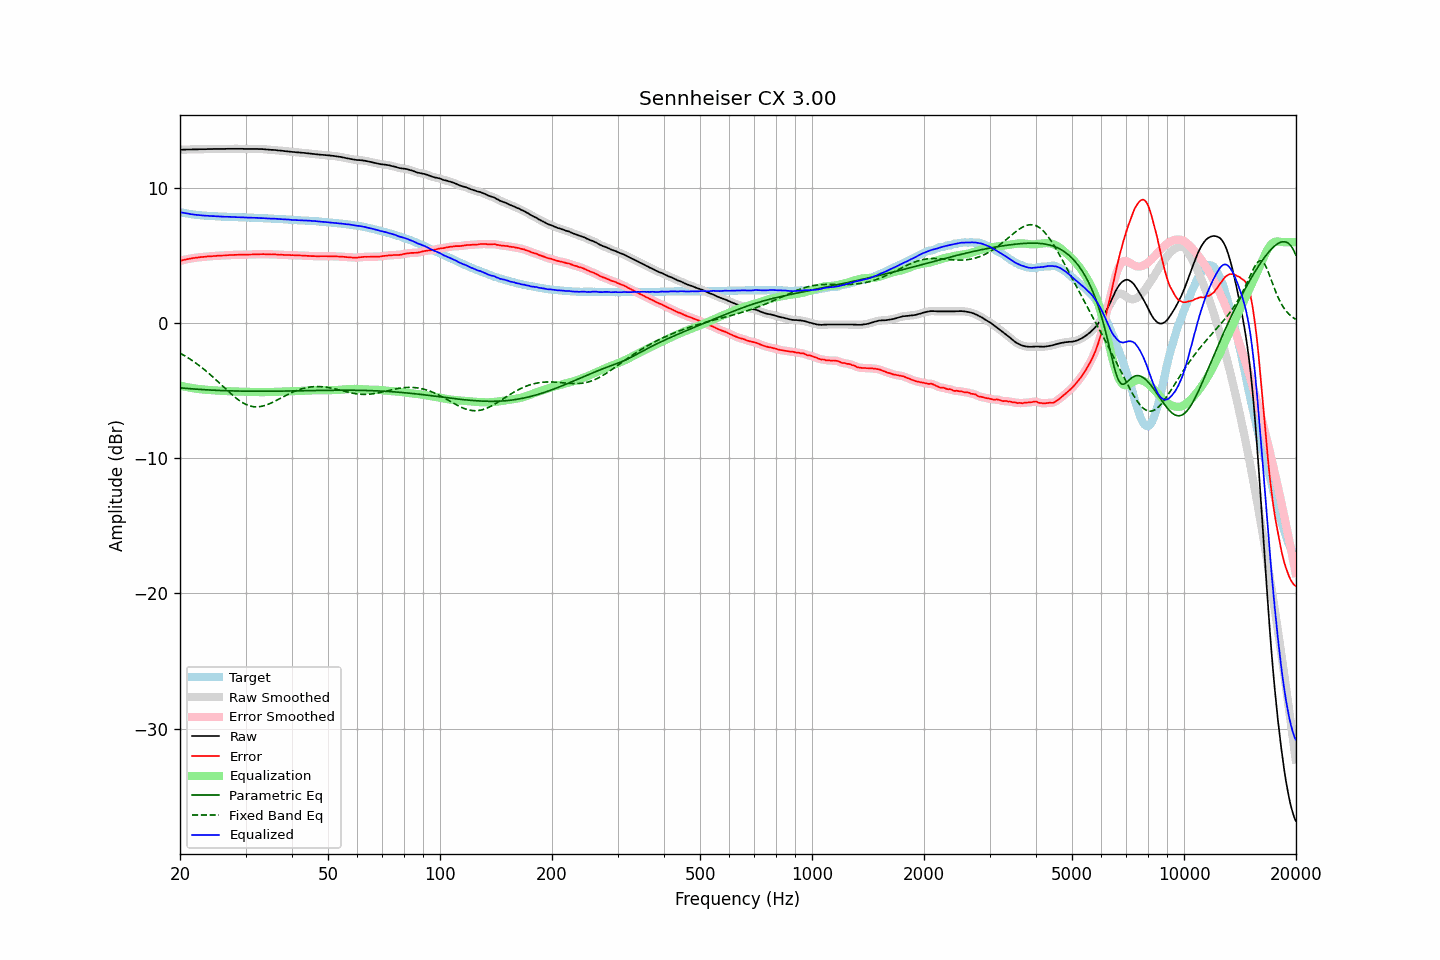 Sennheiser CX 3.00
Amplitude (dBr)
10
0
−10
−20
−30
Target
Raw Smoothed
Error Smoothed
Raw
Error
Equalization
Parametric Eq
Fixed Band Eq
Equalized
20 50 100 200 500 1000 2000 5000 10000 20000
Frequency (Hz)